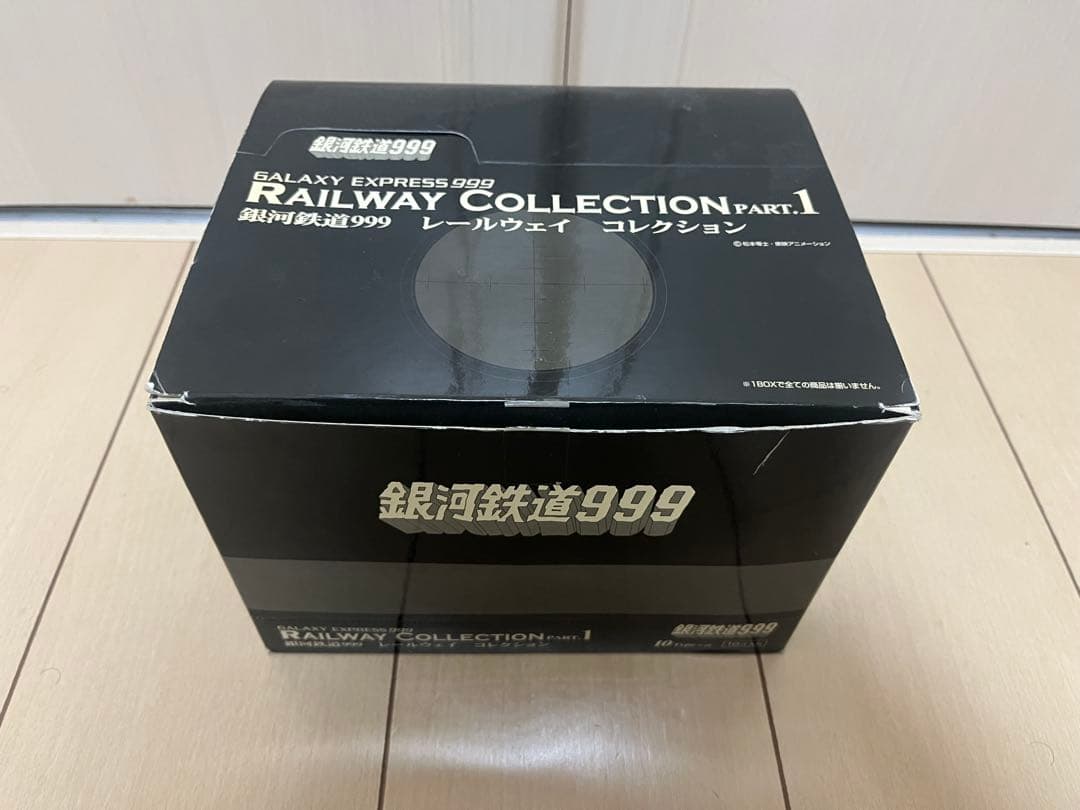 銀河鉄道999
GALAXY EXPRESS 999
RAILWAY COLLECTION PART.1
銀河鉄道999 レールウェイ コレクション
©松本零士・東映アニメーション
※1BOXで全ての商品は揃いません。
銀河鉄道999
GALAXY EXPRESS 999
RAILWAY COLLECTION PART.1
銀河鉄道999 レールウェイ コレクション
銀河鉄道999
10